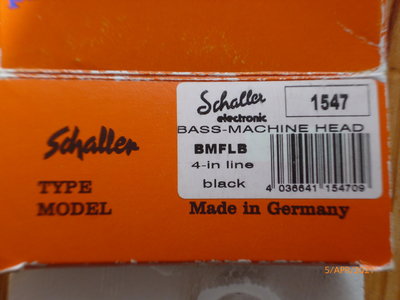 Schaller
electronic
1547
BASS-MACHINE HEAD
BMFLB
4-in line
black
4 036641 154709
Schaller
TYPE
MODEL
Made in Germany
5/APR/2021